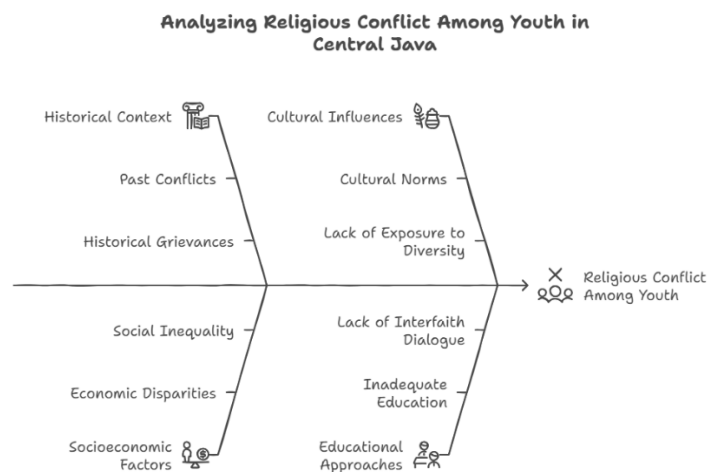 Analyzing Religious Conflict Among Youth in
Central Java
Historical Context
Past Conflicts
Historical Grievances
Cultural Influences
Cultural Norms
Lack of Exposure to
Diversity
Religious Conflict
Among Youth
Social Inequality
Economic Disparities
Socioeconomic
Factors
Lack of Interfaith
Dialogue
Inadequate
Education
Educational
Approaches